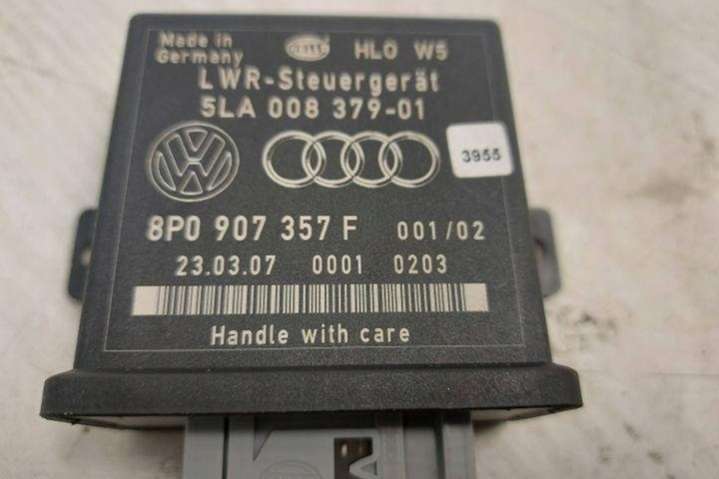 Made in
Germany
HELLA
HLO W5
LWR-Steuergerät
5LA 008 379-01
3955
8P0 907 357 F 001/02
23.03.07 0001 0203
Handle with care